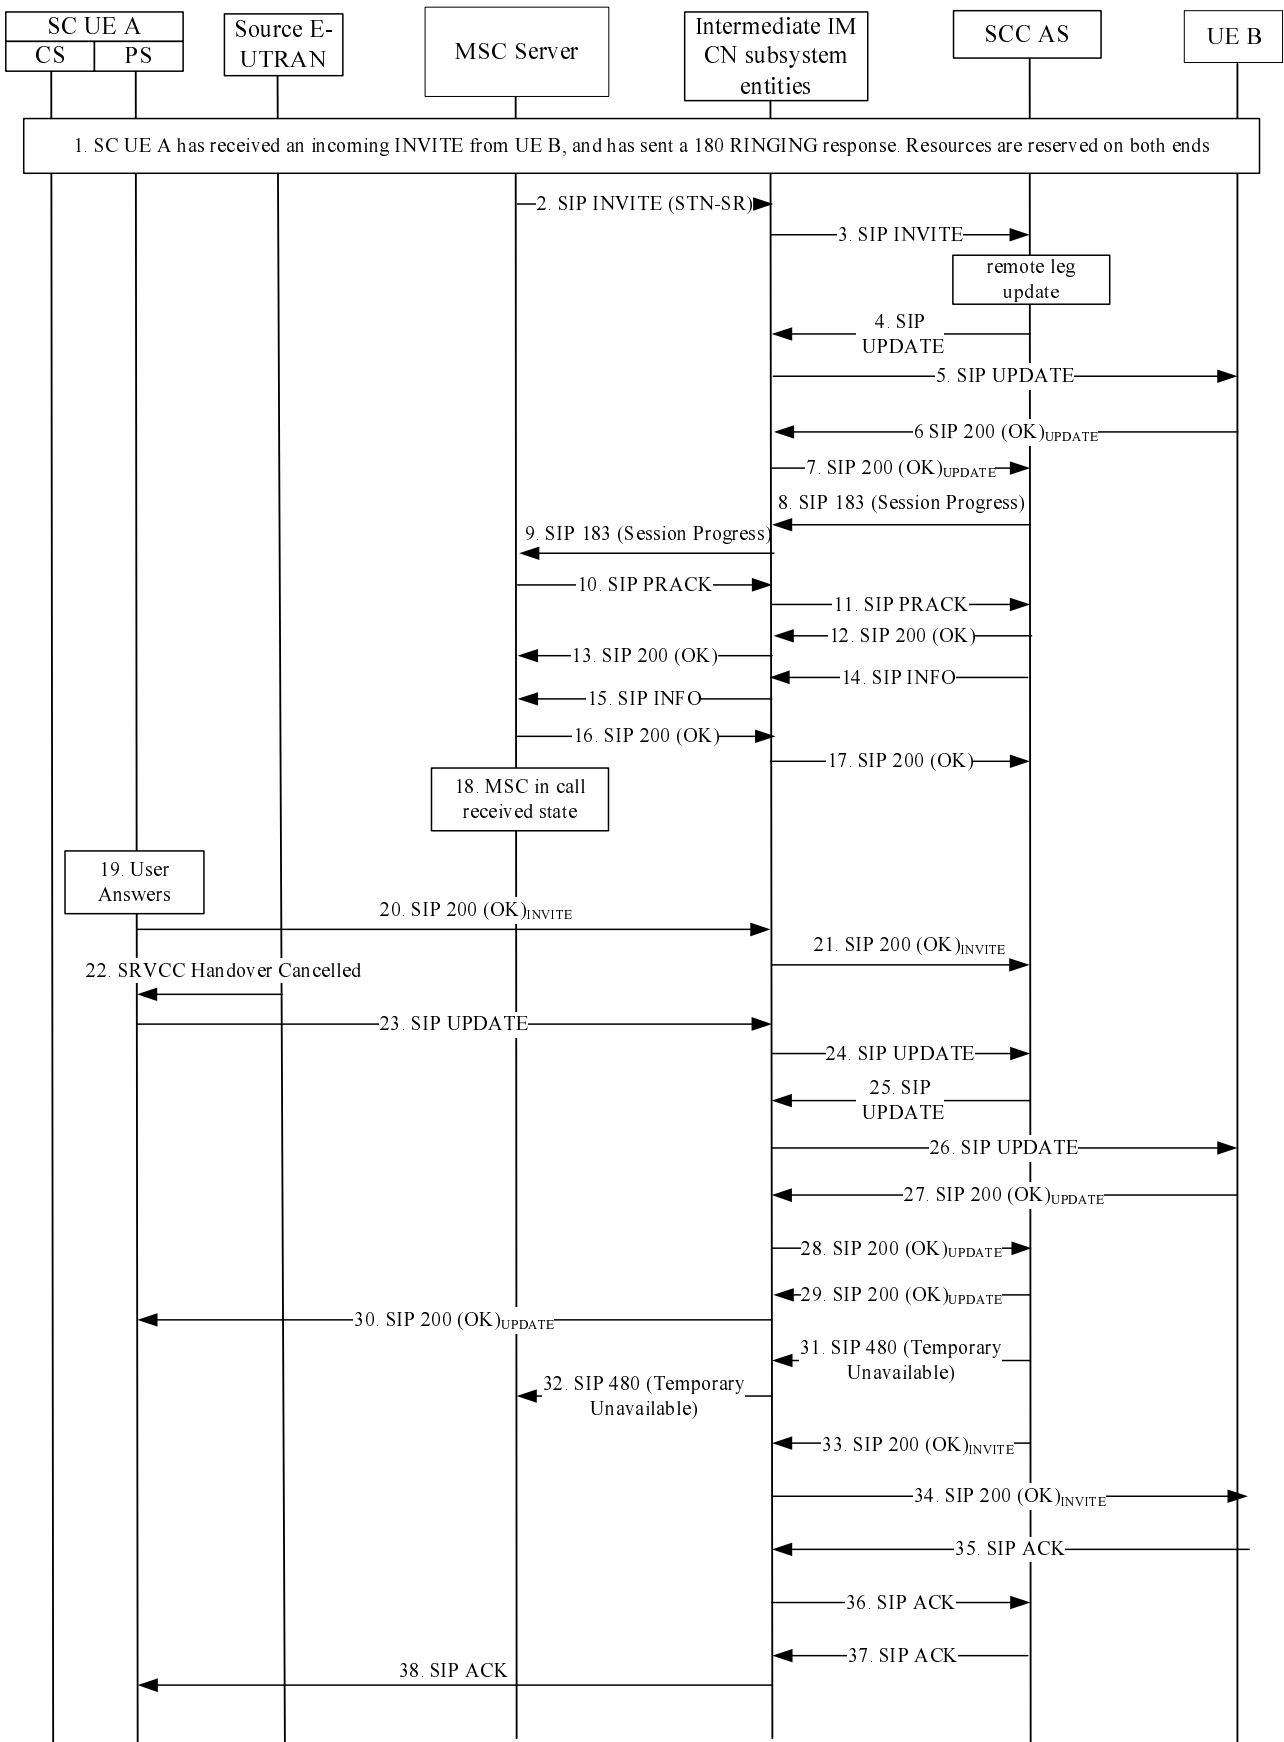 SC UE A
CS
PS
Source E-
UTRAN
MSC Server
Intermediate IM
CN subsystem
entities
SCC AS
UE B
1. SC UE A has received an incoming INVITE from UE B, and has sent a 180 RINGING response. Resources are reserved on both ends
2. SIP INVITE (STN-SR)
3. SIP INVITE
remote leg
update
4. SIP
UPDATE
5. SIP UPDATE
6 SIP 200 (OK)UPDATE
7. SIP 200 (OK)UPDATE
8. SIP 183 (Session Progress)
9. SIP 183 (Session Progress)
10. SIP PRACK
11. SIP PRACK
12. SIP 200 (OK)
13. SIP 200 (OK)
14. SIP INFO
15. SIP INFO
16. SIP 200 (OK)
17. SIP 200 (OK)
18. MSC in call
received state
19. User
Answers
20. SIP 200 (OK)INVITE
21. SIP 200 (OK)INVITE
22. SRVCC Handover Cancelled
23. SIP UPDATE
24. SIP UPDATE
25. SIP
UPDATE
26. SIP UPDATE
27. SIP 200 (OK)UPDATE
28. SIP 200 (OK)UPDATE
29. SIP 200 (OK)UPDATE
30. SIP 200 (OK)UPDATE
31. SIP 480 (Temporary
Unavailable)
32. SIP 480 (Temporary
Unavailable)
33. SIP 200 (OK)INVITE
34. SIP 200 (OK)INVITE
35. SIP ACK
36. SIP ACK
37. SIP ACK
38. SIP ACK